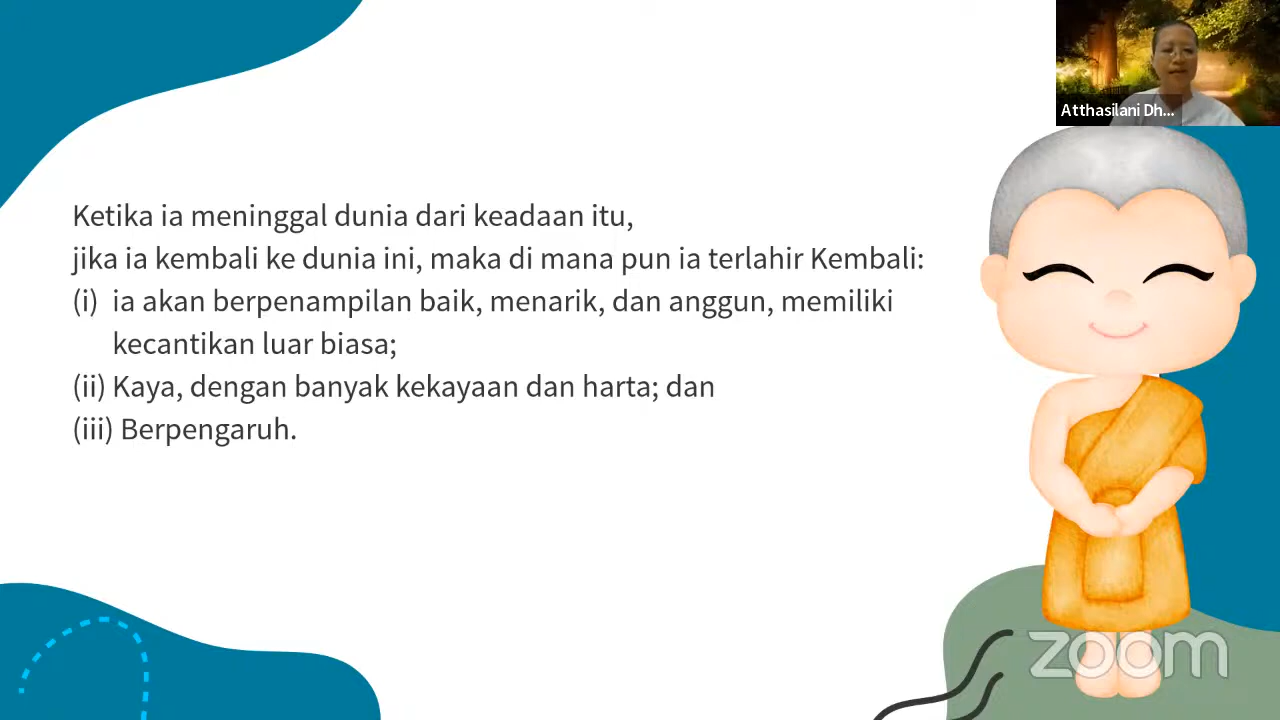 Atthasilani Dh...
Ketika ia meninggal dunia dari keadaan itu,
jika ia kembali ke dunia ini, maka di mana pun ia terlahir Kembali:
(i) ia akan berpenampilan baik, menarik, dan anggun, memiliki
kecantikan luar biasa;
(ii) Kaya, dengan banyak kekayaan dan harta; dan
(iii) Berpengaruh.
zoom